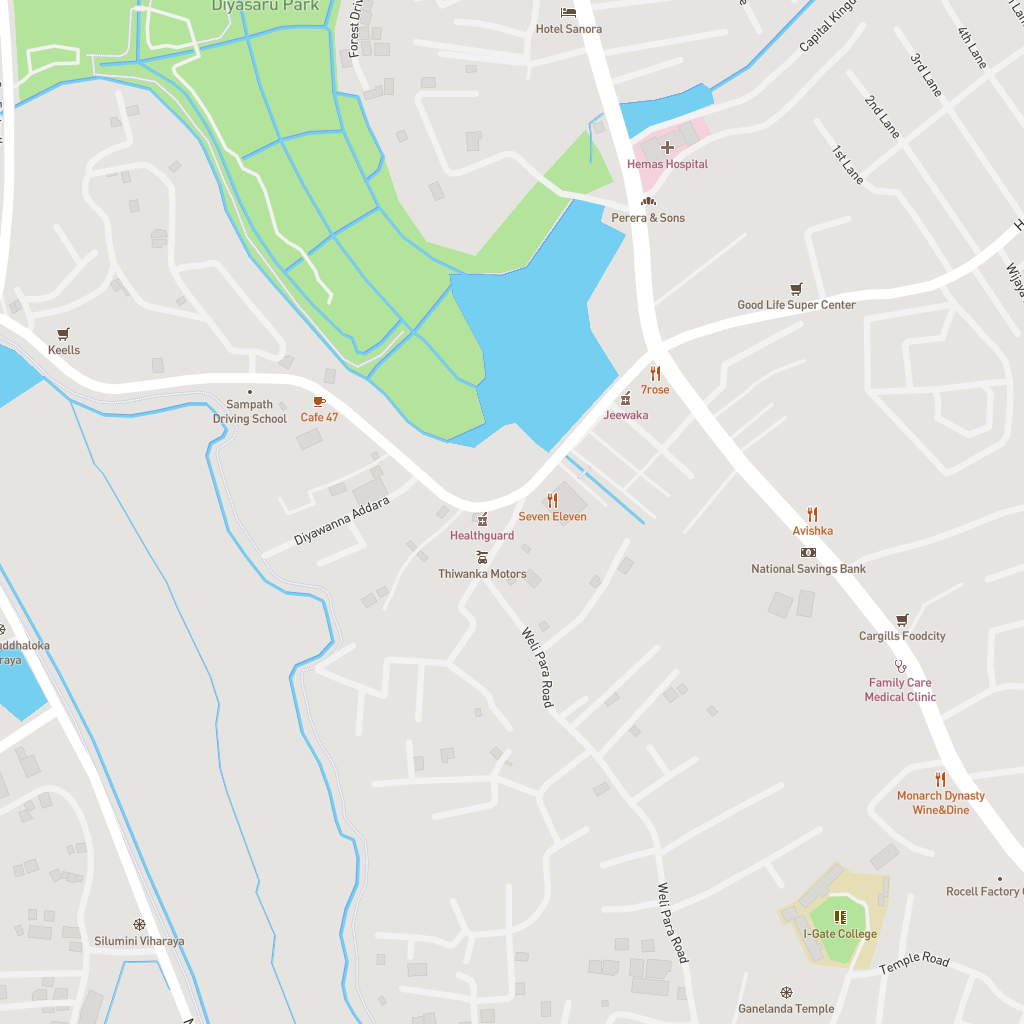 Diyasaru Park
Forest Drive
Hotel Sanora
4th Lane
3rd Lane
2nd Lane
1st Lane
Hemas Hospital
Perera & Sons
Good Life Super Center
Keells
7rose
Jeewaka
Sampath
Driving School
Cafe 47
Diyawanna Addara
Healthguard
Seven Eleven
Thiwanka Motors
Avishka
National Savings Bank
Cargills Foodcity
Family Care
Medical Clinic
Weli Para Road
Monarch Dynasty
Wine&Dine
Rocell Factory
I-Gate College
Weli Para Road
Temple Road
Silumini Viharaya
Ganelanda Temple